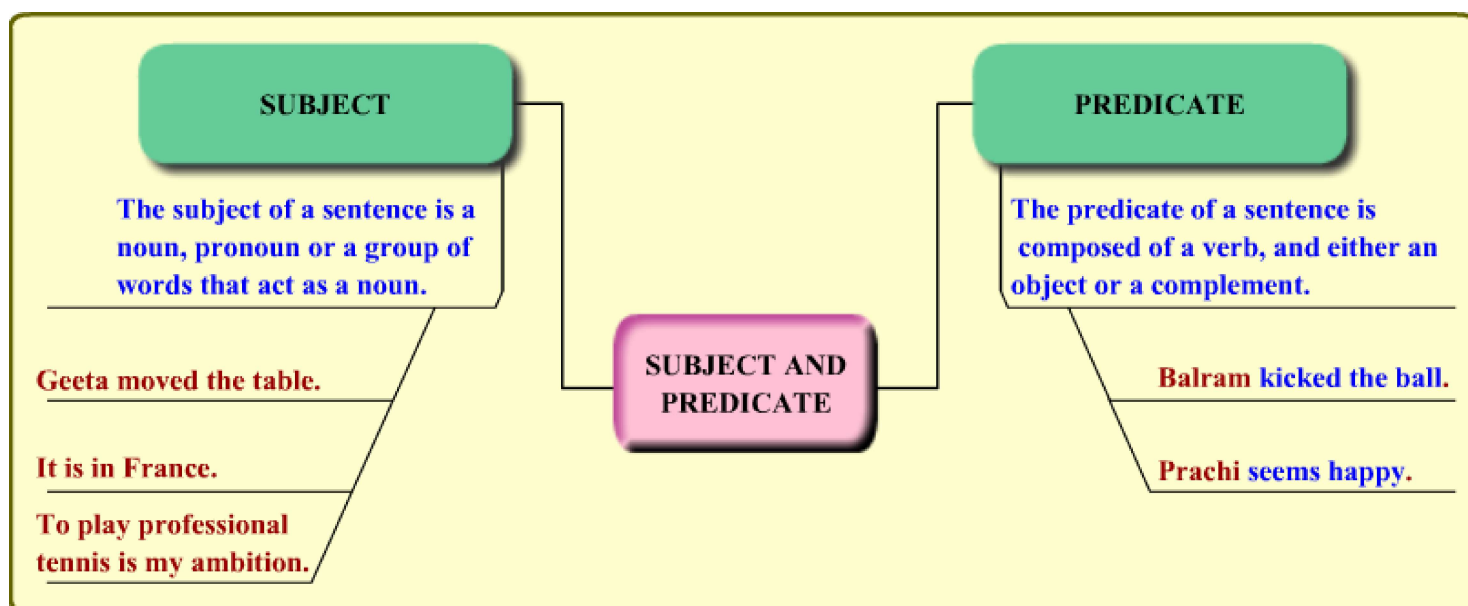 SUBJECT
The subject of a sentence is a
noun, pronoun or a group of
words that act as a noun.
Geeta moved the table.
It is in France.
To play professional
tennis is my ambition.
SUBJECT AND
PREDICATE
PREDICATE
The predicate of a sentence is
composed of a verb, and either an
object or a complement.
Balram kicked the ball.
Prachi seems happy.